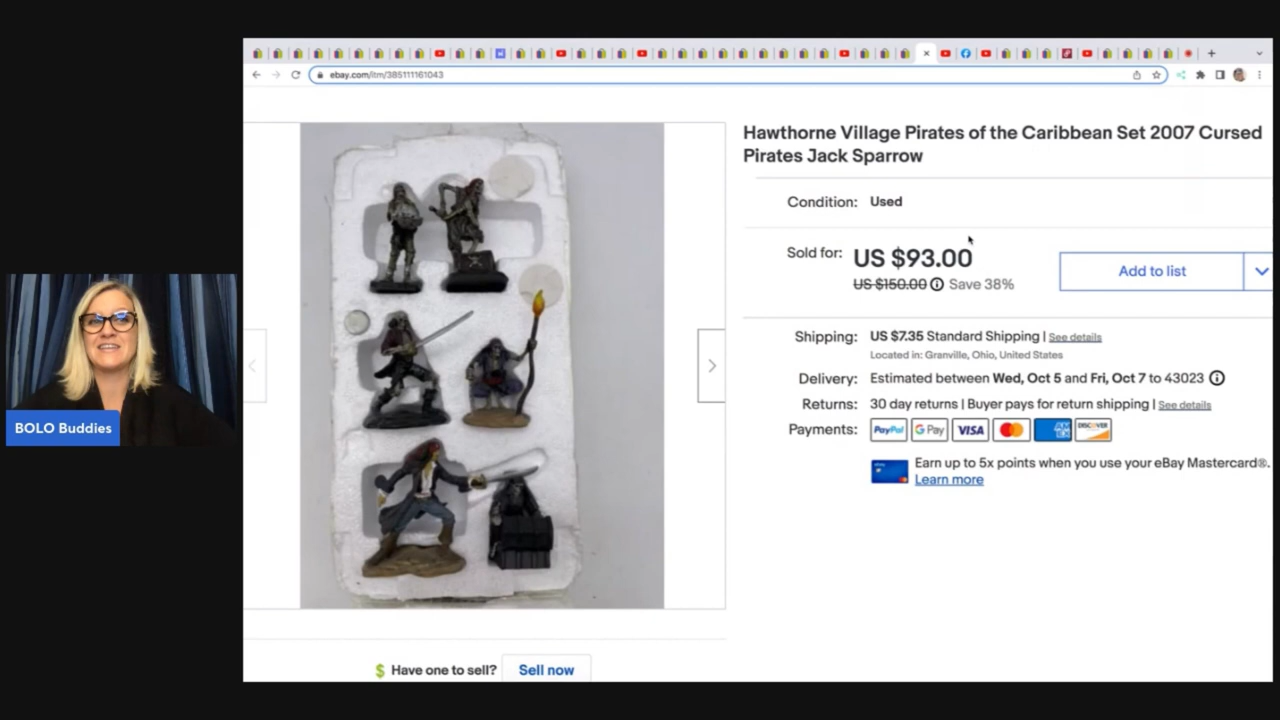 ebay.com/itm/385111161043
Hawthorne Village Pirates of the Caribbean Set 2007 Cursed
Pirates Jack Sparrow
Condition: Used
Sold for: US $93.00
US $150.00 Save 38%
Add to list
Shipping: US $7.35 Standard Shipping | See details
Located in: Granville, Ohio, United States
Delivery: Estimated between Wed, Oct 5 and Fri, Oct 7 to 43023
Returns: 30 day returns | Buyer pays for return shipping | See details
Payments: PayPal G Pay VISA DISCOVER
Earn up to 5x points when you use your eBay Mastercard®.
Learn more
BOLO Buddies
$ Have one to sell? Sell now